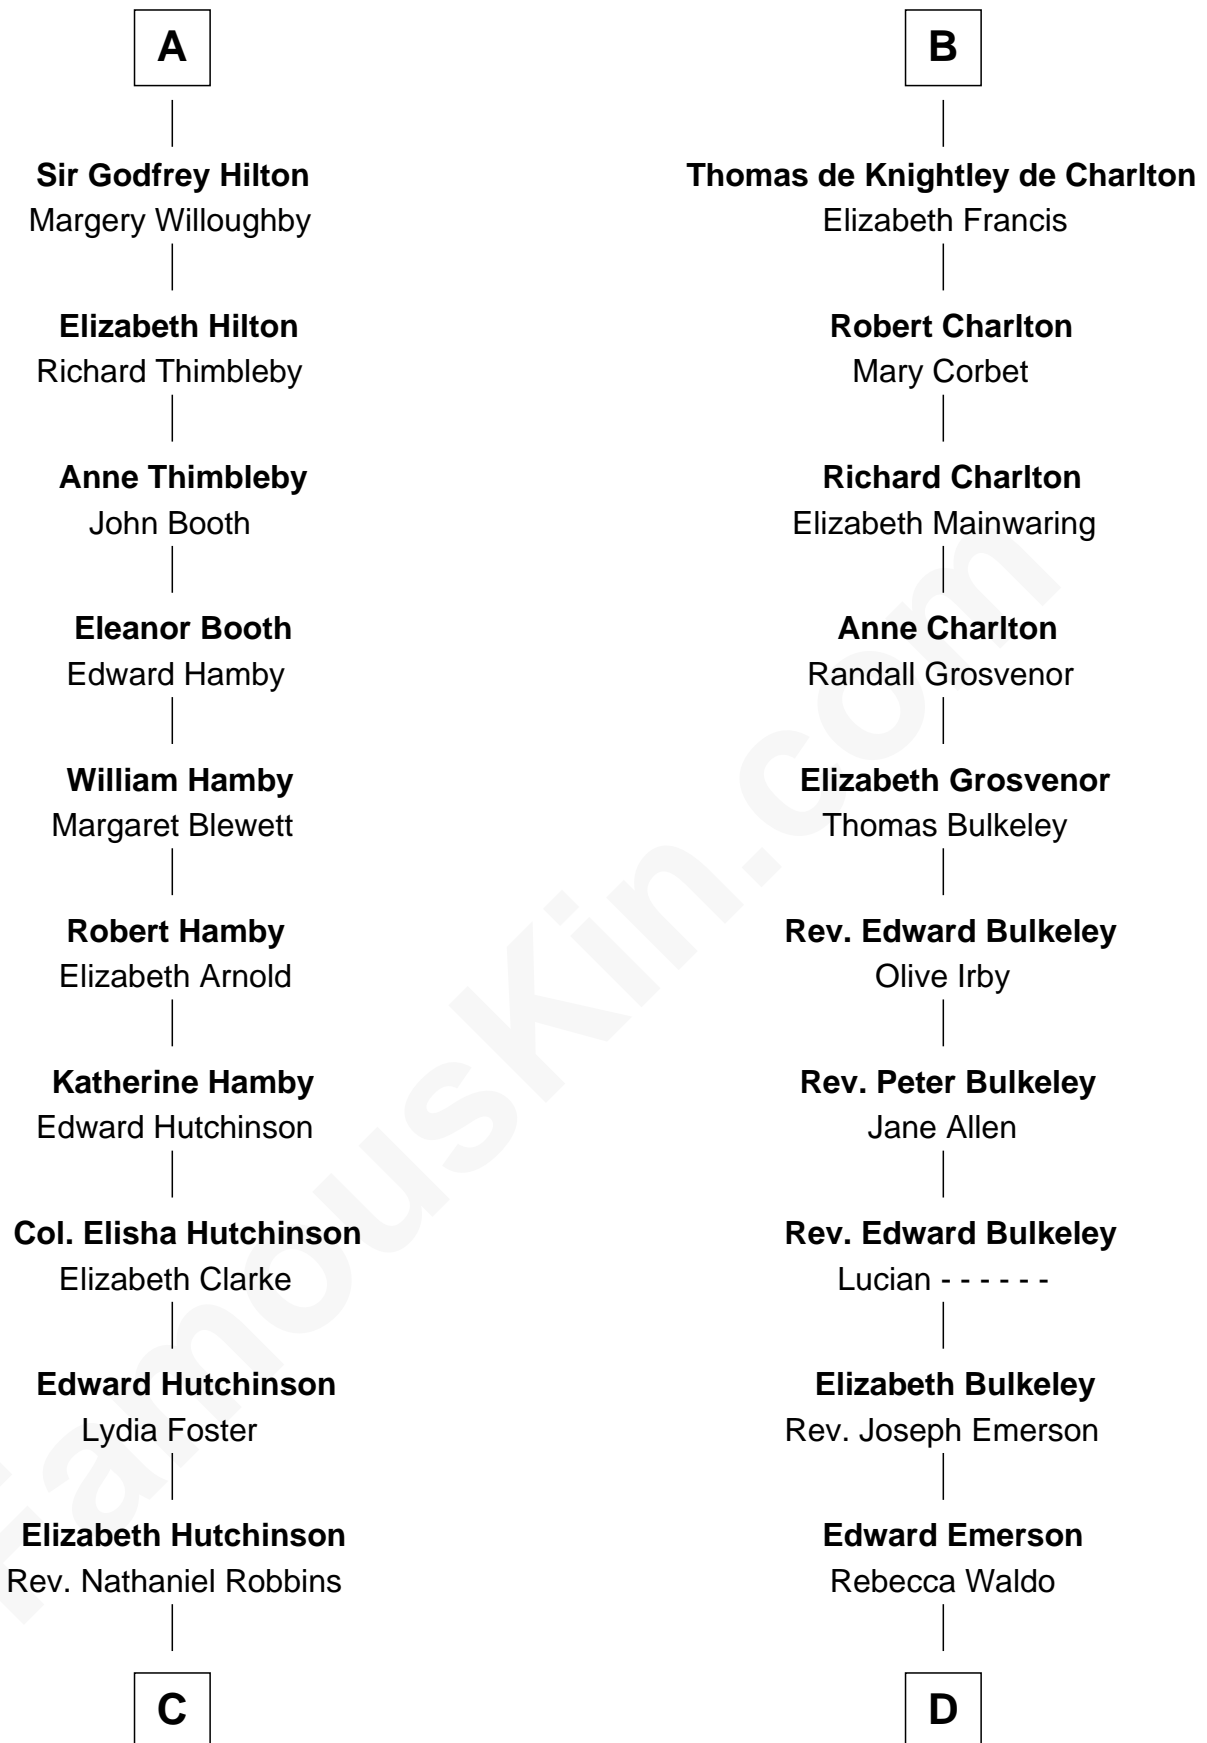 A
Sir Godfrey Hilton
Margery Willoughby
Elizabeth Hilton
Richard Thimbleby
Anne Thimbleby
John Booth
Eleanor Booth
Edward Hamby
William Hamby
Margaret Blewett
Robert Hamby
Elizabeth Arnold
Katherine Hamby
Edward Hutchinson
Col. Elisha Hutchinson
Elizabeth Clarke
Edward Hutchinson
Lydia Foster
Elizabeth Hutchinson
Rev. Nathaniel Robbins
C
B
Thomas de Knightley de Charlton
Elizabeth Francis
Robert Charlton
Mary Corbet
Richard Charlton
Elizabeth Mainwaring
Anne Charlton
Randall Grosvenor
Elizabeth Grosvenor
Thomas Bulkeley
Rev. Edward Bulkeley
Olive Irby
Rev. Peter Bulkeley
Jane Allen
Rev. Edward Bulkeley
Lucian - - - - - -
Elizabeth Bulkeley
Rev. Joseph Emerson
Edward Emerson
Rebecca Waldo
D
FamousKin.com